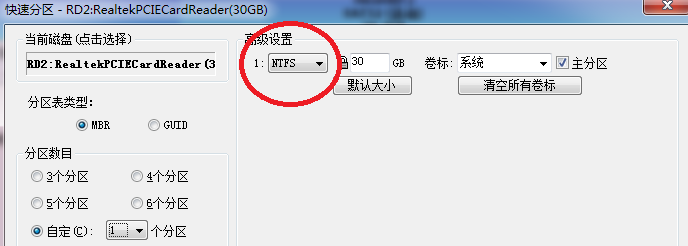 快速分区 - RD2:RealtekPCIECardReader(30GB)
当前磁盘(点击选择)
RD2:RealtekPCIECardReader(3
分区表类型:
MBR GUID
分区数目
3个分区 4个分区
5个分区 6个分区
自定(C): 1 个分区
高级设置
1: NTFS 30 GB 卷标: 系统 主分区
默认大小 清空所有卷标